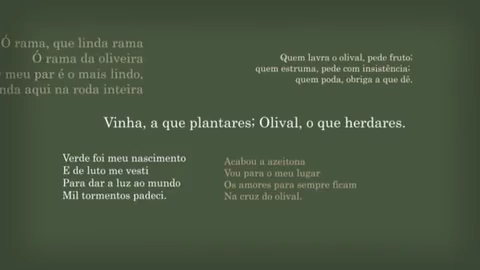 Ó rama, que linda rama
Ó rama da oliveira
meu par é o mais lindo,
nda aqui na roda inteira
Quem lavra o olival, pede fruto;
quem estruma, pede com insistência;
quem poda, obriga a que dê.
Vinha, a que plantares; Olival, o que herdares.
Verde foi meu nascimento
E de luto me vesti
Para dar a luz ao mundo
Mil tormentos padeci.
Acabou a azeitona
Vou para o meu lugar
Os amores para sempre ficam
Na cruz do olival.